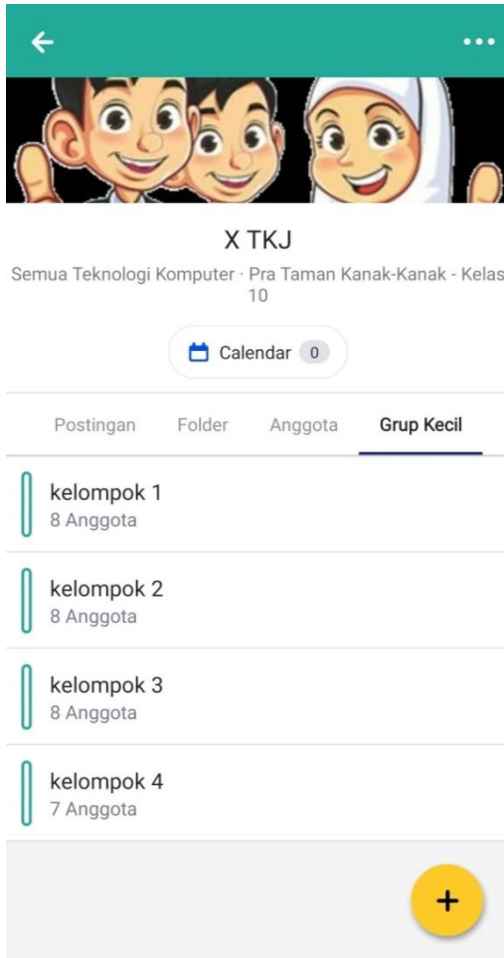 X TKJ
Semua Teknologi Komputer · Pra Taman Kanak-Kanak - Kelas
10
Calendar 0
Postingan Folder Anggota Grup Kecil
kelompok 1
8 Anggota
kelompok 2
8 Anggota
kelompok 3
8 Anggota
kelompok 4
7 Anggota